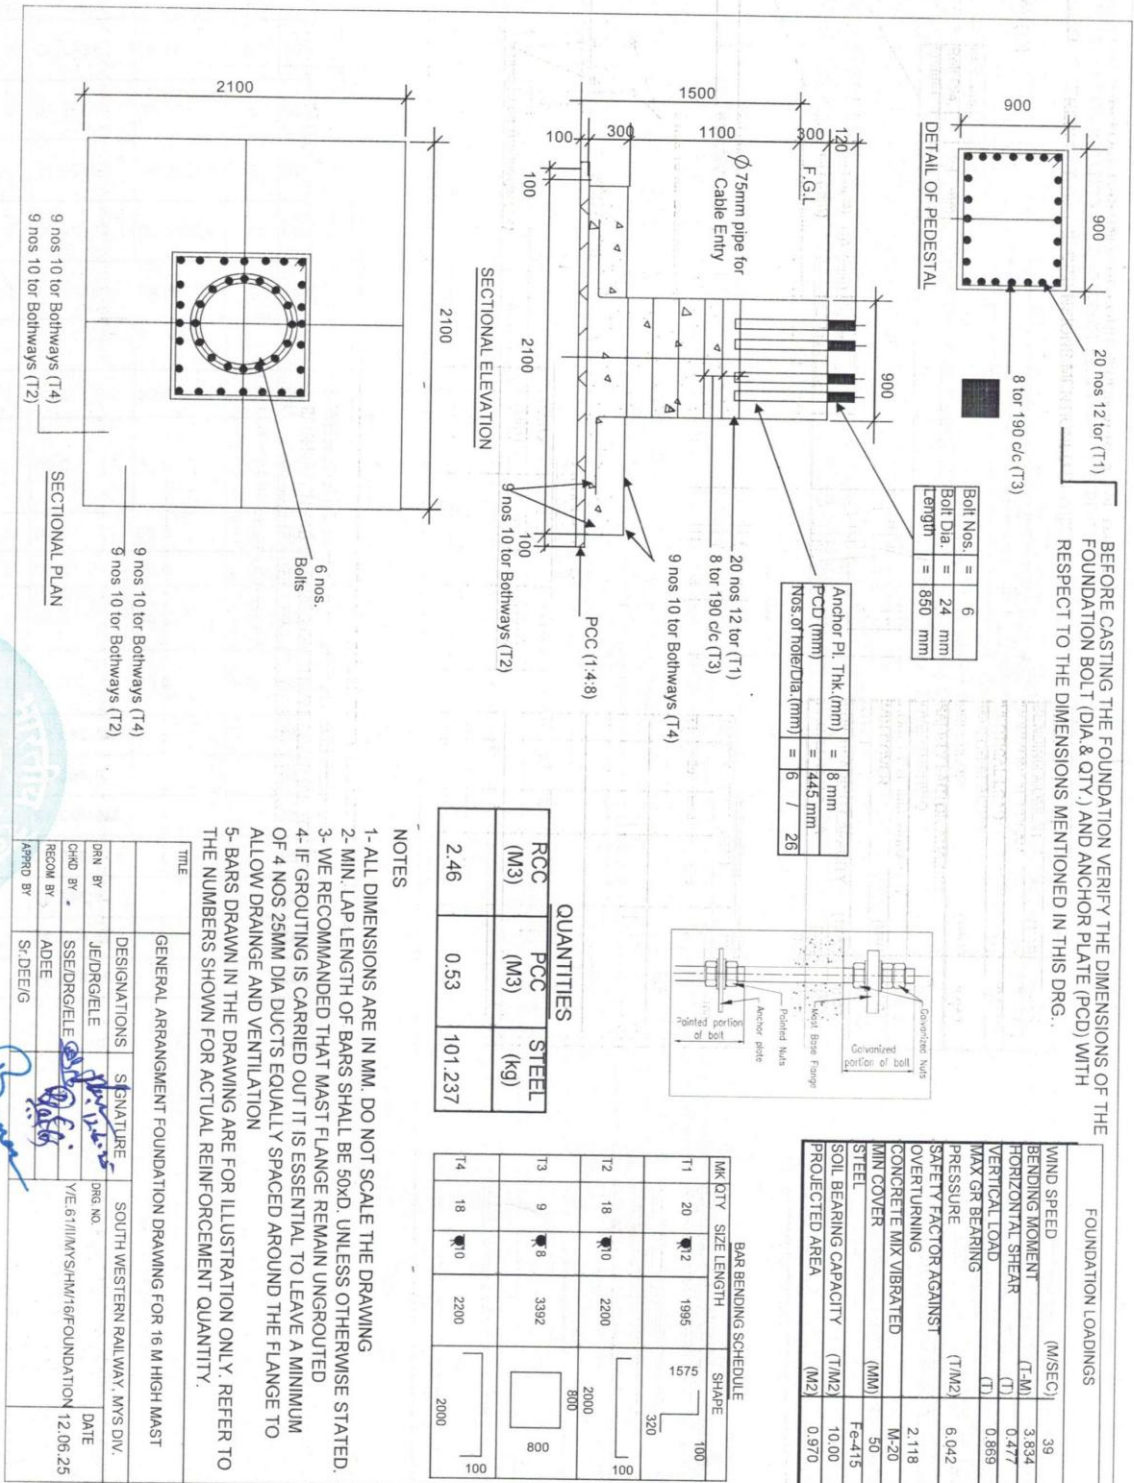 BEFORE CASTING THE FOUNDATION VERIFY THE DIMENSIONS OF THE
FOUNDATION BOLT (DIA.& QTY.) AND ANCHOR PLATE (PCD) WITH
RESPECT TO THE DIMENSIONS MENTIONED IN THIS DRG..
900
900
20 nos 12 tor (T1)
8 tor 190 c/c (T3)
DETAIL OF PEDESTAL
Bolt Nos. = 6
Bolt Dia. = 24 mm
Length = 850 mm
Anchor Pl. Thk.(mm) = 8 mm
PCD (mm) = 445 mm
Nos.of hole/Dia.(mm) = 6 / 26
120
300
1100
300
100
1500
F.G.L
900
Ø75mm pipe for
Cable Entry
20 nos 12 tor (T1)
8 tor 190 c/c (T3)
9 nos 10 tor Bothways (T4)
PCC (1:4:8)
9 nos 10 tor Bothways (T2)
100
2100
100
SECTIONAL ELEVATION
2100
2100
6 nos.
Bolts
9 nos 10 tor Bothways (T4)
9 nos 10 tor Bothways (T2)
9 nos 10 tor Bothways (T4)
9 nos 10 tor Bothways (T2)
SECTIONAL PLAN
Galvanized Nuts
Galvanized
portion of bolt
Mast Base Flange
Pointed Nuts
Anchor plate
Pointed portion
of bolt
FOUNDATION LOADINGS
WIND SPEED (M/SEC) 39
BENDING MOMENT (T-M) 3.834
HORIZONTAL SHEAR (T) 0.477
VERTICAL LOAD (T) 0.869
MAX GR BEARING
PRESSURE (T/M2) 6.042
SAFETY FACTOR AGAINST
OVERTURNING 2.118
CONCRETE MIX VIBRATED M-20
MIN COVER (MM) 50
STEEL Fe-415
SOIL BEARING CAPACITY (T/M2) 10.00
PROJECTED AREA (M2) 0.970
QUANTITIES
RCC (M3) PCC (M3) STEEL (kg)
2.46 0.53 101.237
BAR BENDING SCHEDULE
MK QTY SIZE LENGTH SHAPE
T1 20 12 1995 1575 320 100
T2 18 10 2200 2000 100
T3 9 8 3392 800 800
T4 18 10 2200 2000 100
NOTES
1- ALL DIMENSIONS ARE IN MM. DO NOT SCALE THE DRAWING
2- MIN. LAP LENGTH OF BARS SHALL BE 50xD. UNLESS OTHERWISE STATED.
3- WE RECOMMANDED THAT MAST FLANGE REMAIN UNGROUTED
4- IF GROUTING IS CARRIED OUT IT IS ESSENTIAL TO LEAVE A MINIMUM
OF 4 NOS 25MM DIA DUCTS EQUALLY SPACED AROUND THE FLANGE TO
ALLOW DRAINGE AND VENTILATION
5- BARS DRAWN IN THE DRAWING ARE FOR ILLUSTRATION ONLY. REFER TO
THE NUMBERS SHOWN FOR ACTUAL REINFORCEMENT QUANTITY.
TITLE GENERAL ARRANGMENT FOUNDATION DRAWING FOR 16 M HIGH MAST
DESIGNATIONS SIGNATURE SOUTH WESTERN RAILWAY, MYS DIV.
DRN BY JE/DRG/ELE DRG. NO. DATE
CHKD BY SSE/DRG/ELE Y/E.61/II/MYS/HM/16/FOUNDATION 12.06.25
RECOM BY ADEE
APPRD BY Sr.DEE/G